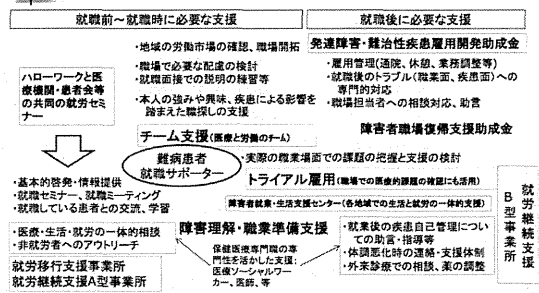 就職前～就職時に必要な支援
就職後に必要な支援
ハローワークと医
療機関・患者会等
の共同の就労セ
ミナー
・地域の労働市場の確認、職場開拓
・職場で必要な配慮の検討
・就職面接での説明の練習等
・本人の強みや興味、疾患による影響を
踏まえた職探しの支援
発達障害・難治性疾患雇用開発助成金
・雇用管理(通院、休憩、業務調整等)
・就職後のトラブル(職業面、疾患面)への
専門的対応
・職場担当者への相談対応、助言
障害者職場復帰支援助成金
チーム支援(医療と労働のチーム)
難病患者
就職サポーター
・実際の職業場面での課題の把握と支援の検討
トライアル雇用(職場での医療的課題の確認にも活用)
・基本的啓発・情報提供
・就職セミナー、就職ミーティング
・就職している患者との交流、学習
障害者就業・生活支援センター(各地域での生活と就労の一体的支援)
就労継続支援
B型事業所
・医療・生活・就労の一体的相談
・非就労者へのアウトリーチ
障害理解・職業準備支援
保健医療専門職の専
門性を活かした支援:
医療ソーシャルワー
カー、医師、等
・就業後の疾患自己管理につい
ての助言・指導等
・体調悪化時の連絡・支援体制
・外来診療での相談、薬の調整
就労移行支援事業所
就労継続支援A型事業所